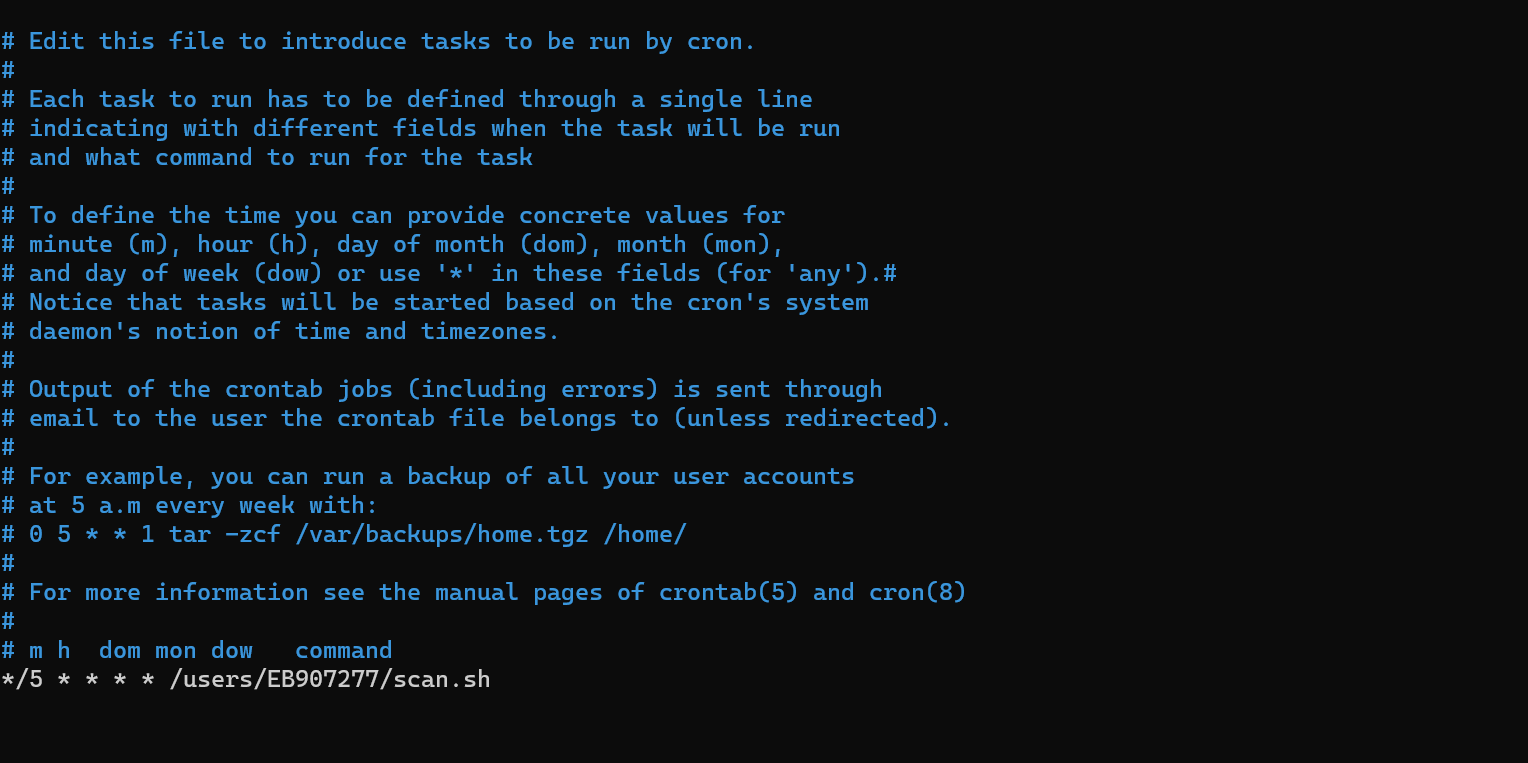 # Edit this file to introduce tasks to be run by cron.
#
# Each task to run has to be defined through a single line
# indicating with different fields when the task will be run
# and what command to run for the task
#
# To define the time you can provide concrete values for
# minute (m), hour (h), day of month (dom), month (mon),
# and day of week (dow) or use '*' in these fields (for 'any').#
# Notice that tasks will be started based on the cron's system
# daemon's notion of time and timezones.
#
# Output of the crontab jobs (including errors) is sent through
# email to the user the crontab file belongs to (unless redirected).
#
# For example, you can run a backup of all your user accounts
# at 5 a.m every week with:
# 0 5 * * 1 tar -zcf /var/backups/home.tgz /home/
#
# For more information see the manual pages of crontab(5) and cron(8)
#
# m h  dom mon dow   command
*/5 * * * * /users/EB907277/scan.sh